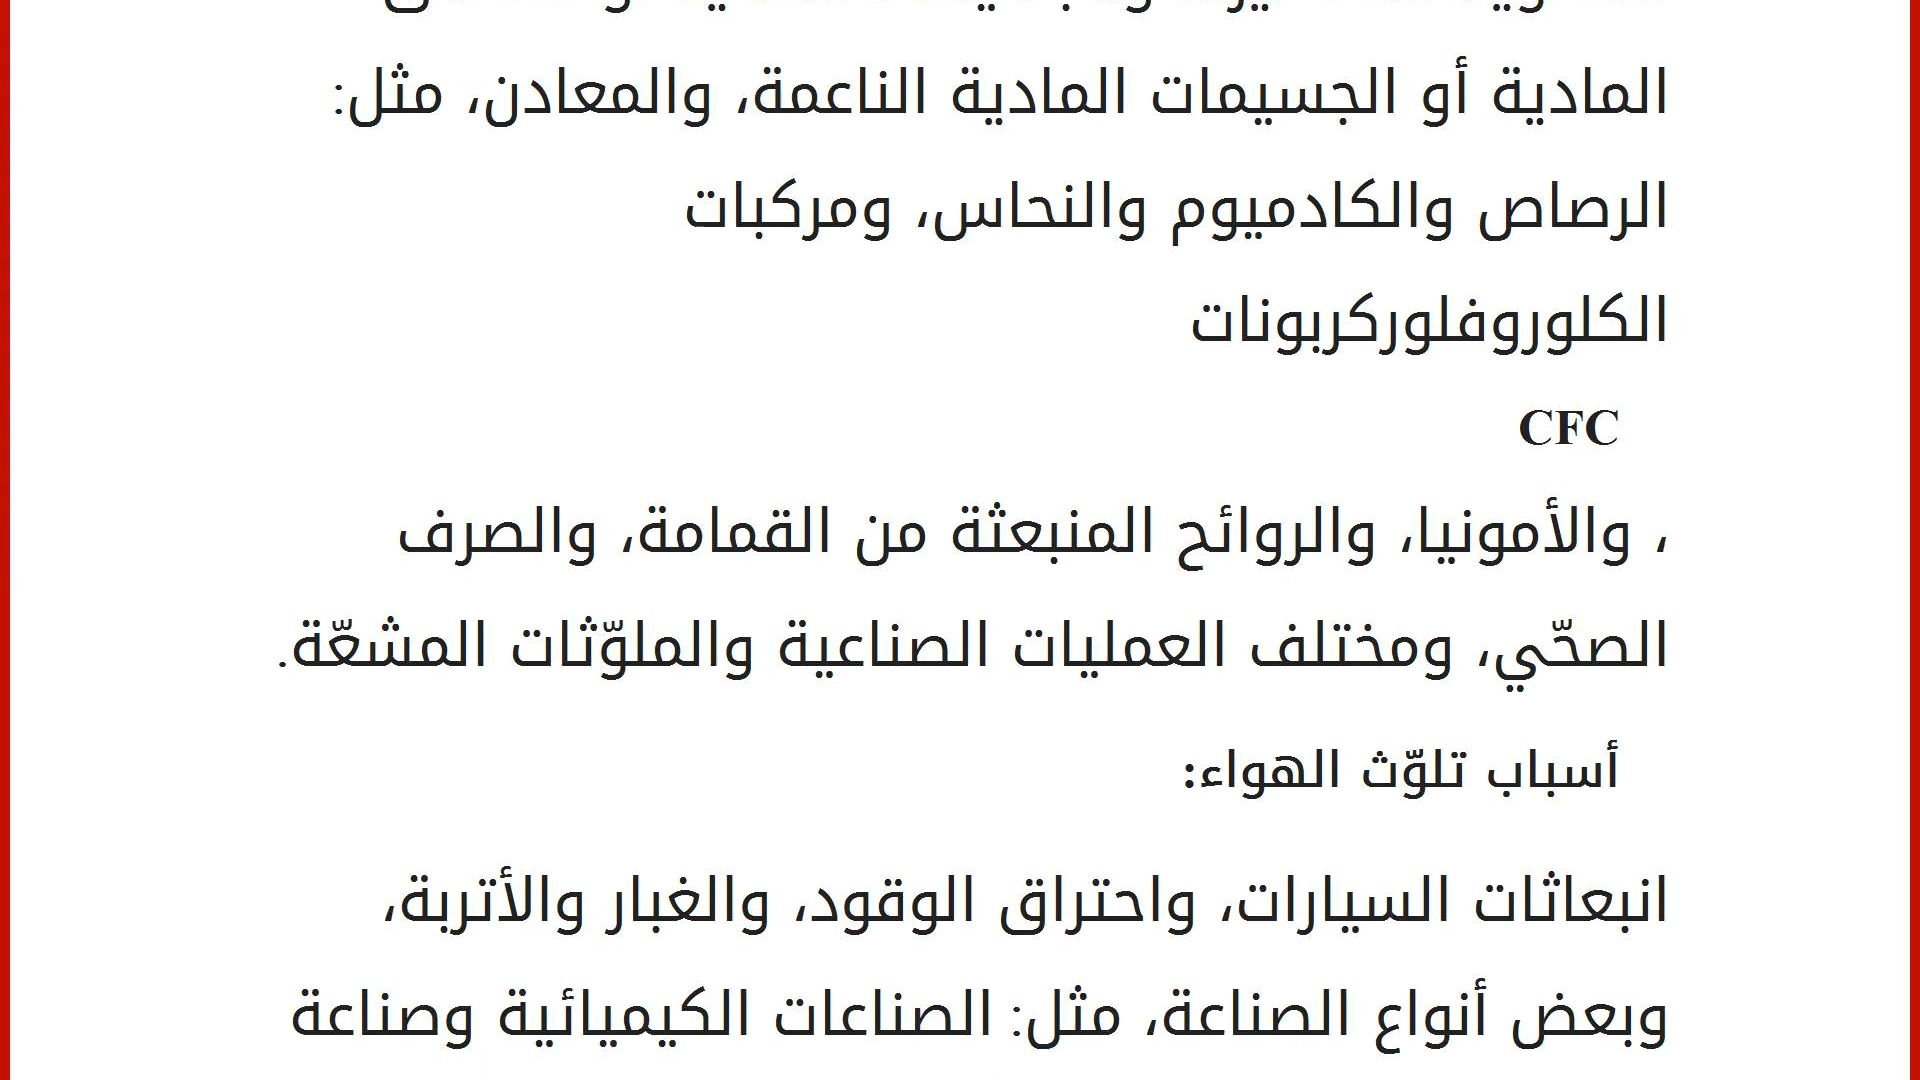 المادية أو الجسيمات المادية الناعمة، والمعادن، مثل:
الرصاص والكادميوم والنحاس، ومركبات
الكلوروفلوركربونات
CFC
، والأمونيا، والروائح المنبعثة من القمامة، والصرف
الصحّي، ومختلف العمليات الصناعية والملوّثات المشعّة.
أسباب تلوّث الهواء:
انبعاثات السيارات، واحتراق الوقود، والغبار والأتربة،
وبعض أنواع الصناعة، مثل: الصناعات الكيميائية وصناعة